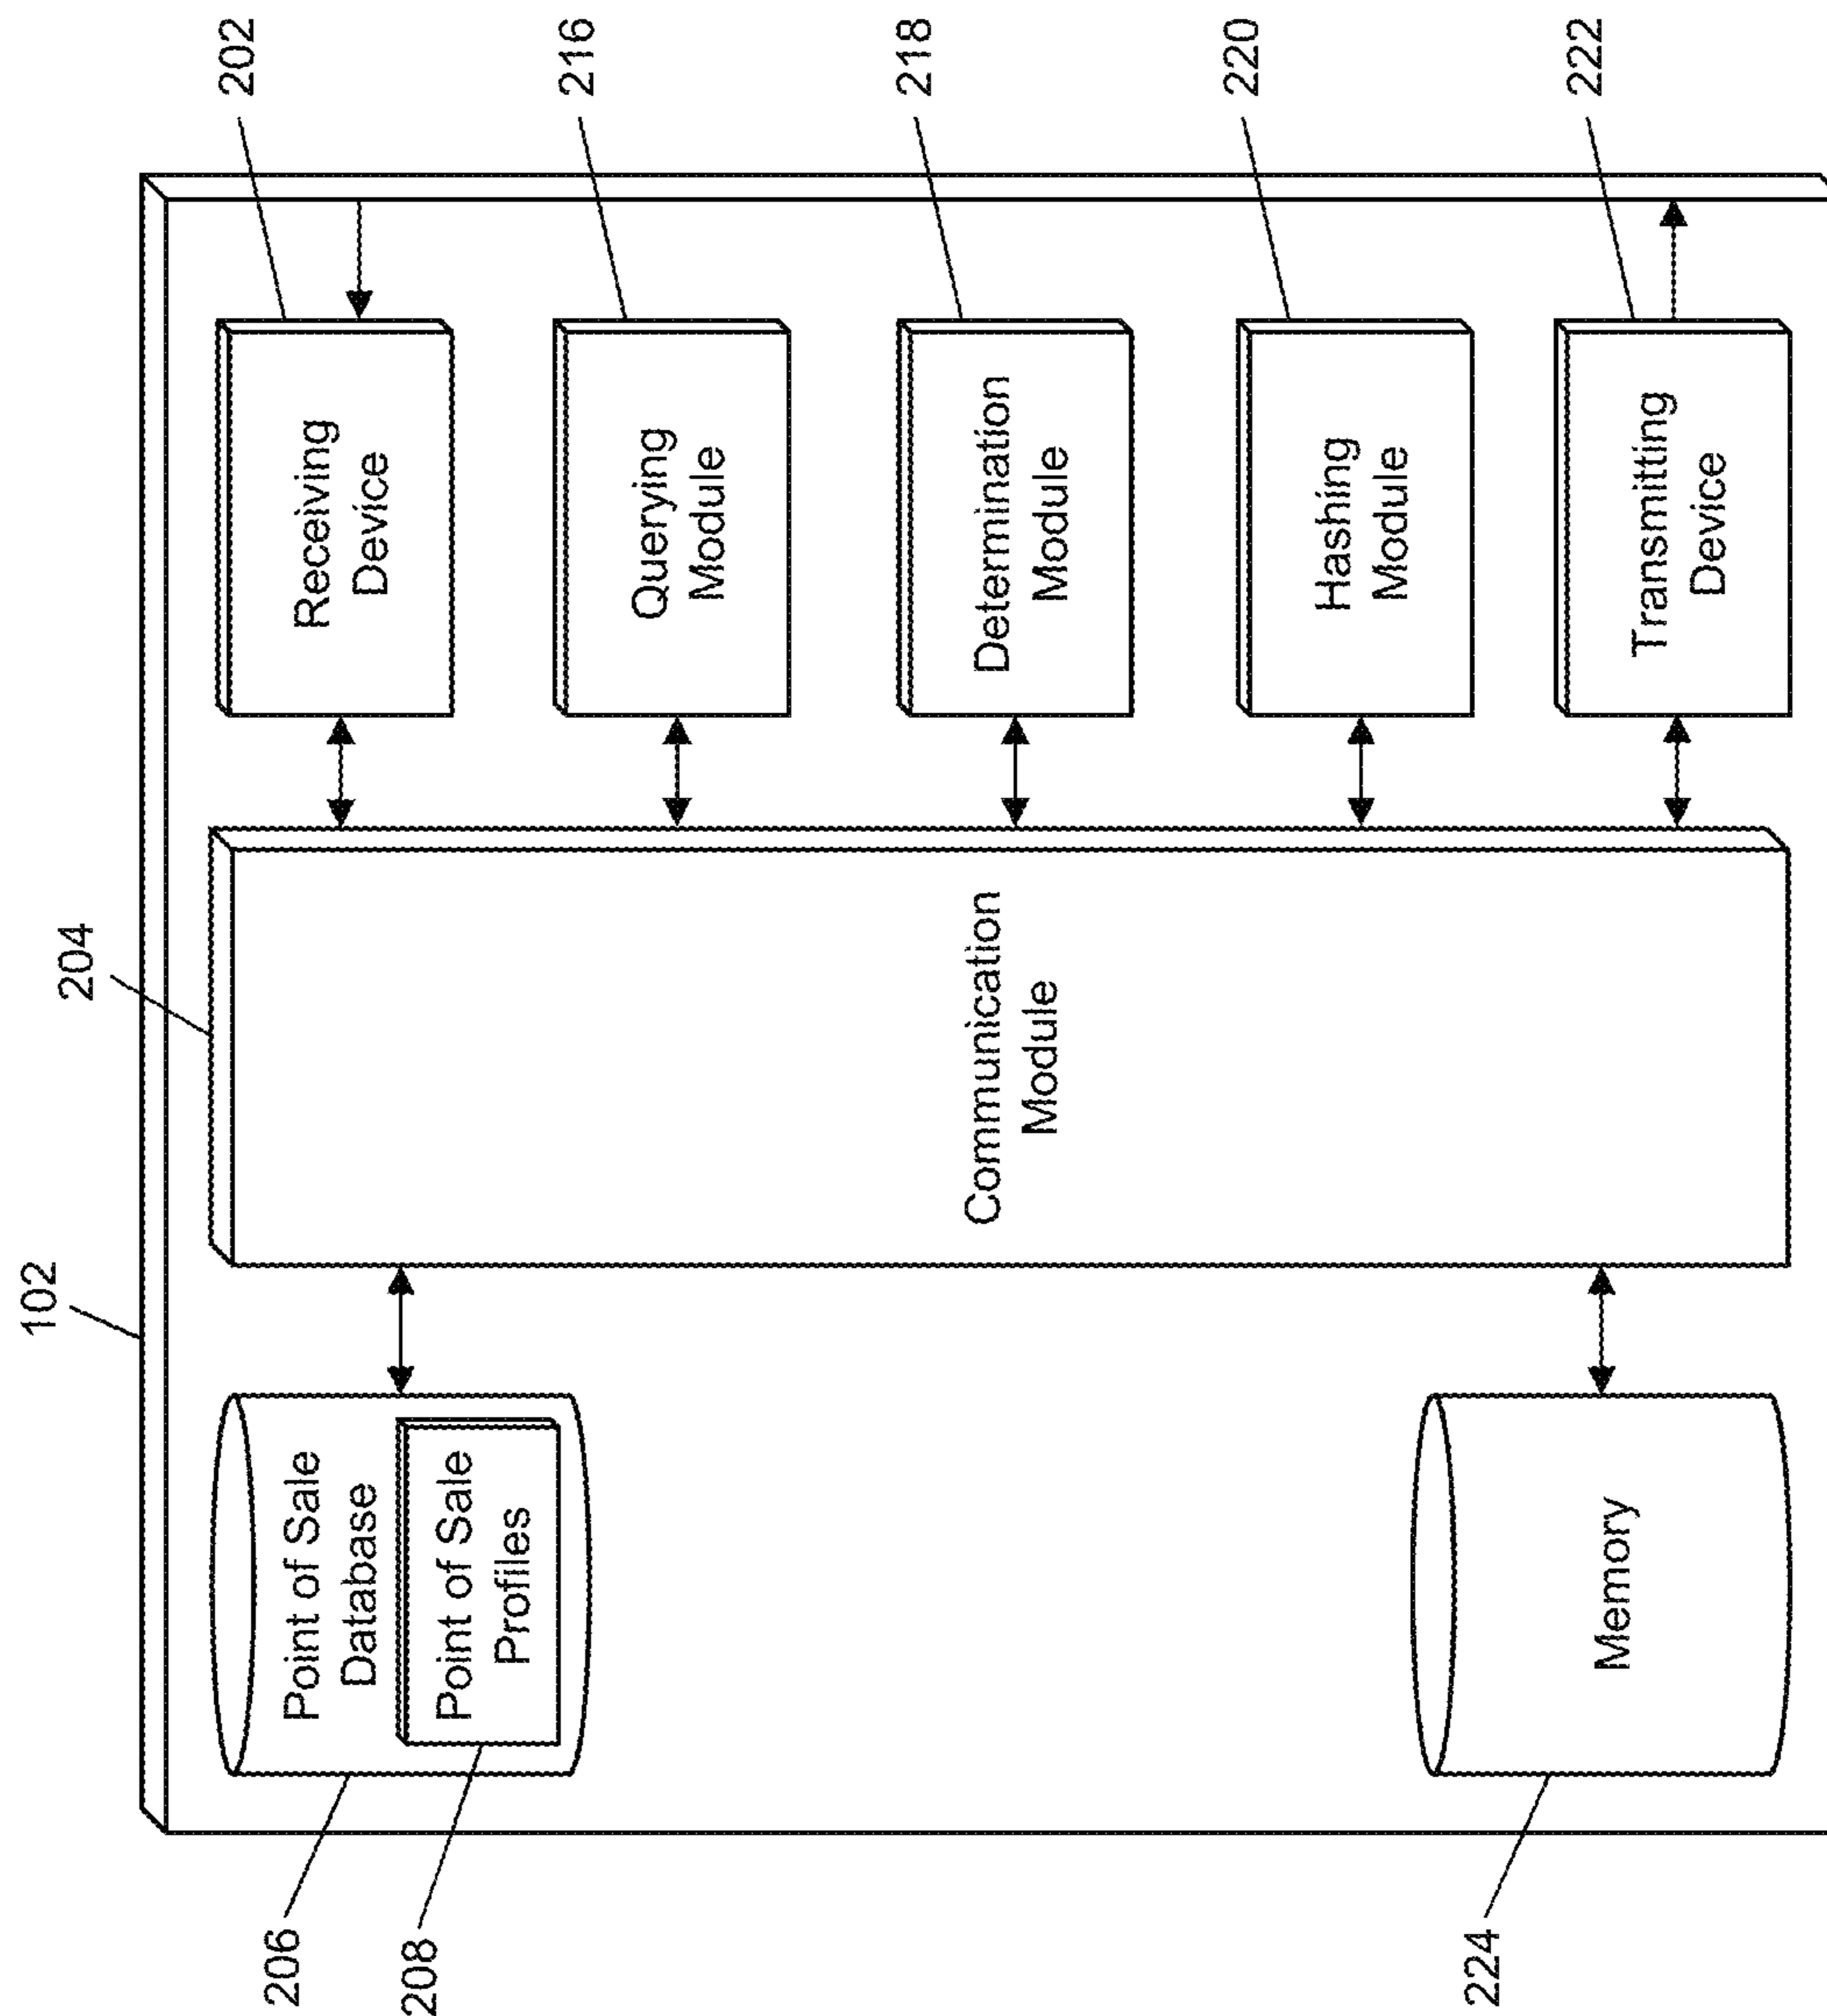 102
204
206
Point of Sale
Database
208
Point of Sale
Profiles
224
Memory
Communication
Module
Receiving
Device
202
Querying
Module
216
Determination
Module
218
Hashing
Module
220
Transmitting
Device
222